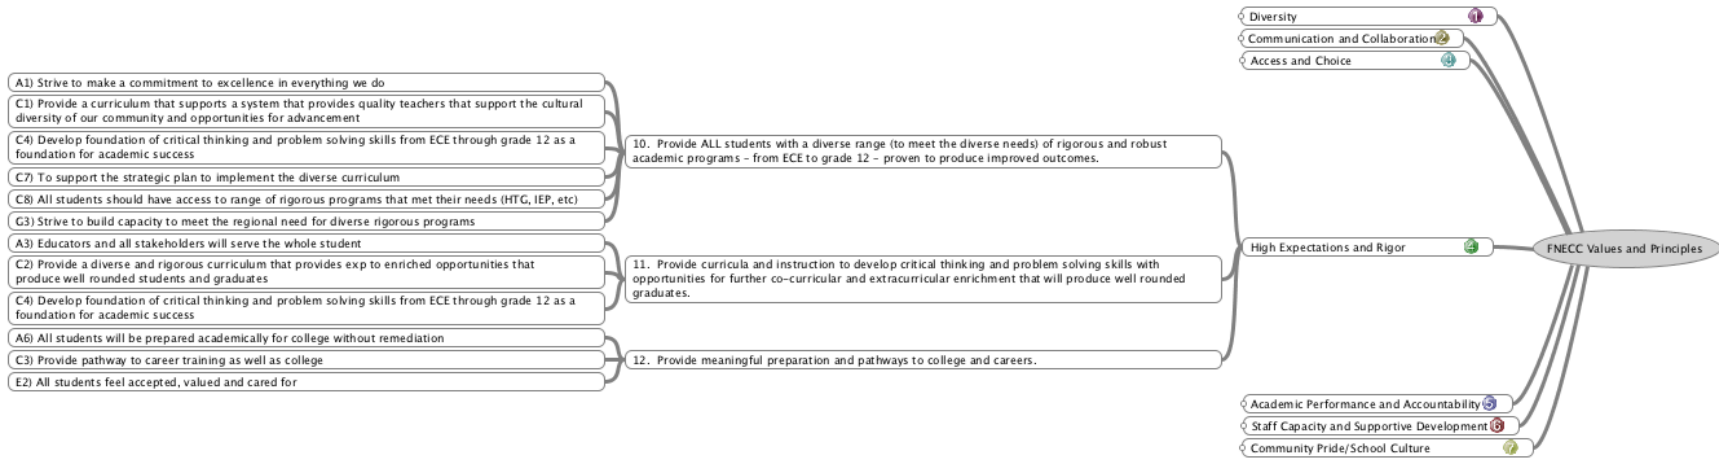 Diversity 1
Communication and Collaboration 2
Access and Choice
A1) Strive to make a commitment to excellence in everything we do
C1) Provide a curriculum that supports a system that provides quality teachers that support the cultural
diversity of our community and opportunities for advancement
C4) Develop foundation of critical thinking and problem solving skills from ECE through grade 12 as a
foundation for academic success
C7) To support the strategic plan to implement the diverse curriculum
C8) All students should have access to range of rigorous programs that met their needs (HTG, IEP, etc)
G3) Strive to build capacity to meet the regional need for diverse rigorous programs
10. Provide ALL students with a diverse range (to meet the diverse needs) of rigorous and robust
academic programs - from ECE to grade 12 - proven to produce improved outcomes.
A3) Educators and all stakeholders will serve the whole student
C2) Provide a diverse and rigorous curriculum that provides exp to enriched opportunities that
produce well rounded students and graduates
C4) Develop foundation of critical thinking and problem solving skills from ECE through grade 12 as a
foundation for academic success
11. Provide curricula and instruction to develop critical thinking and problem solving skills with
opportunities for further co-curricular and extracurricular enrichment that will produce well rounded
graduates.
A6) All students will be prepared academically for college without remediation
C3) Provide pathway to career training as well as college
E2) All students feel accepted, valued and cared for
12. Provide meaningful preparation and pathways to college and careers.
High Expectations and Rigor 4
FNECC Values and Principles
Academic Performance and Accountability 5
Staff Capacity and Supportive Development 6
Community Pride/School Culture 7